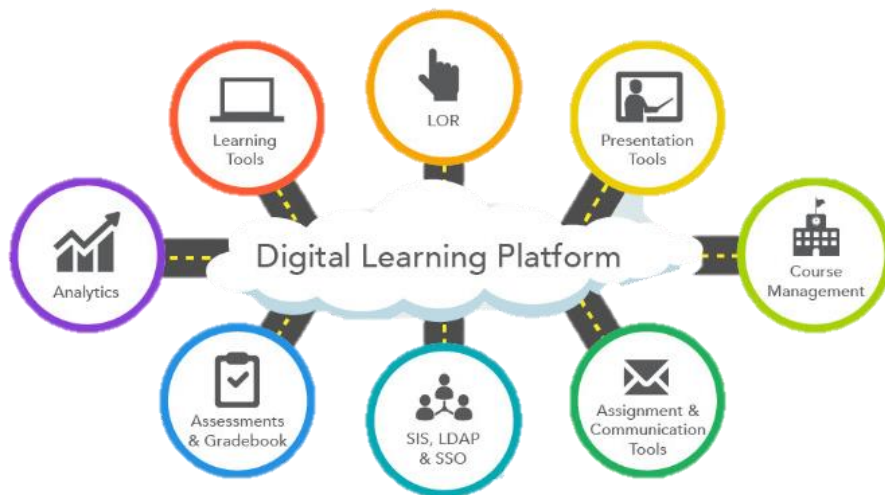 LOR
Learning
Tools
Presentation
Tools
Analytics
Digital Learning Platform
Course
Management
Assessments
& Gradebook
SIS, LDAP
& SSO
Assignment &
Communication
Tools